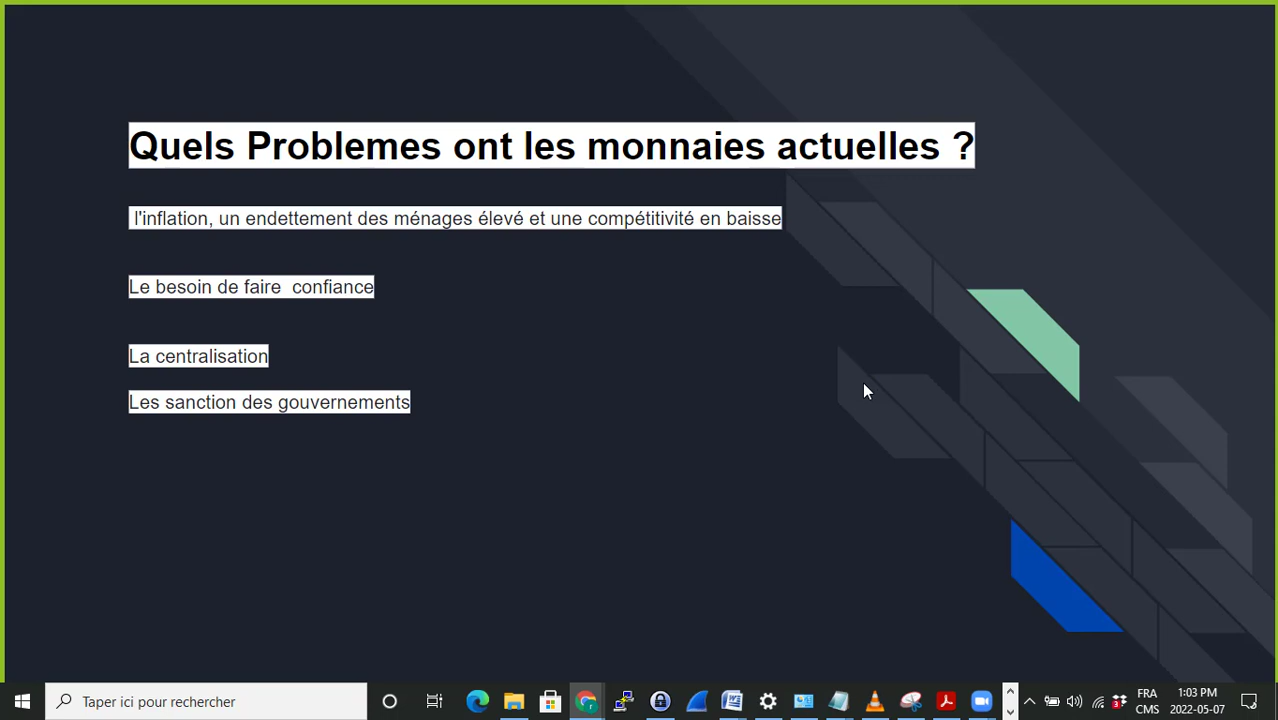 Quels Problemes ont les monnaies actuelles ?
l'inflation, un endettement des ménages élevé et une compétitivité en baisse
Le besoin de faire  confiance
La centralisation
Les sanction des gouvernements
Taper ici pour rechercher
FRA
CMS
1:03 PM
2022-05-07